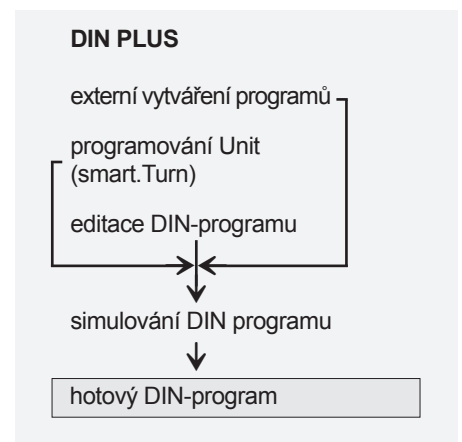 DIN PLUS
externí vytváření programů
programování Unit
(smart.Turn)
editace DIN-programu
simulování DIN programu
hotový DIN-program